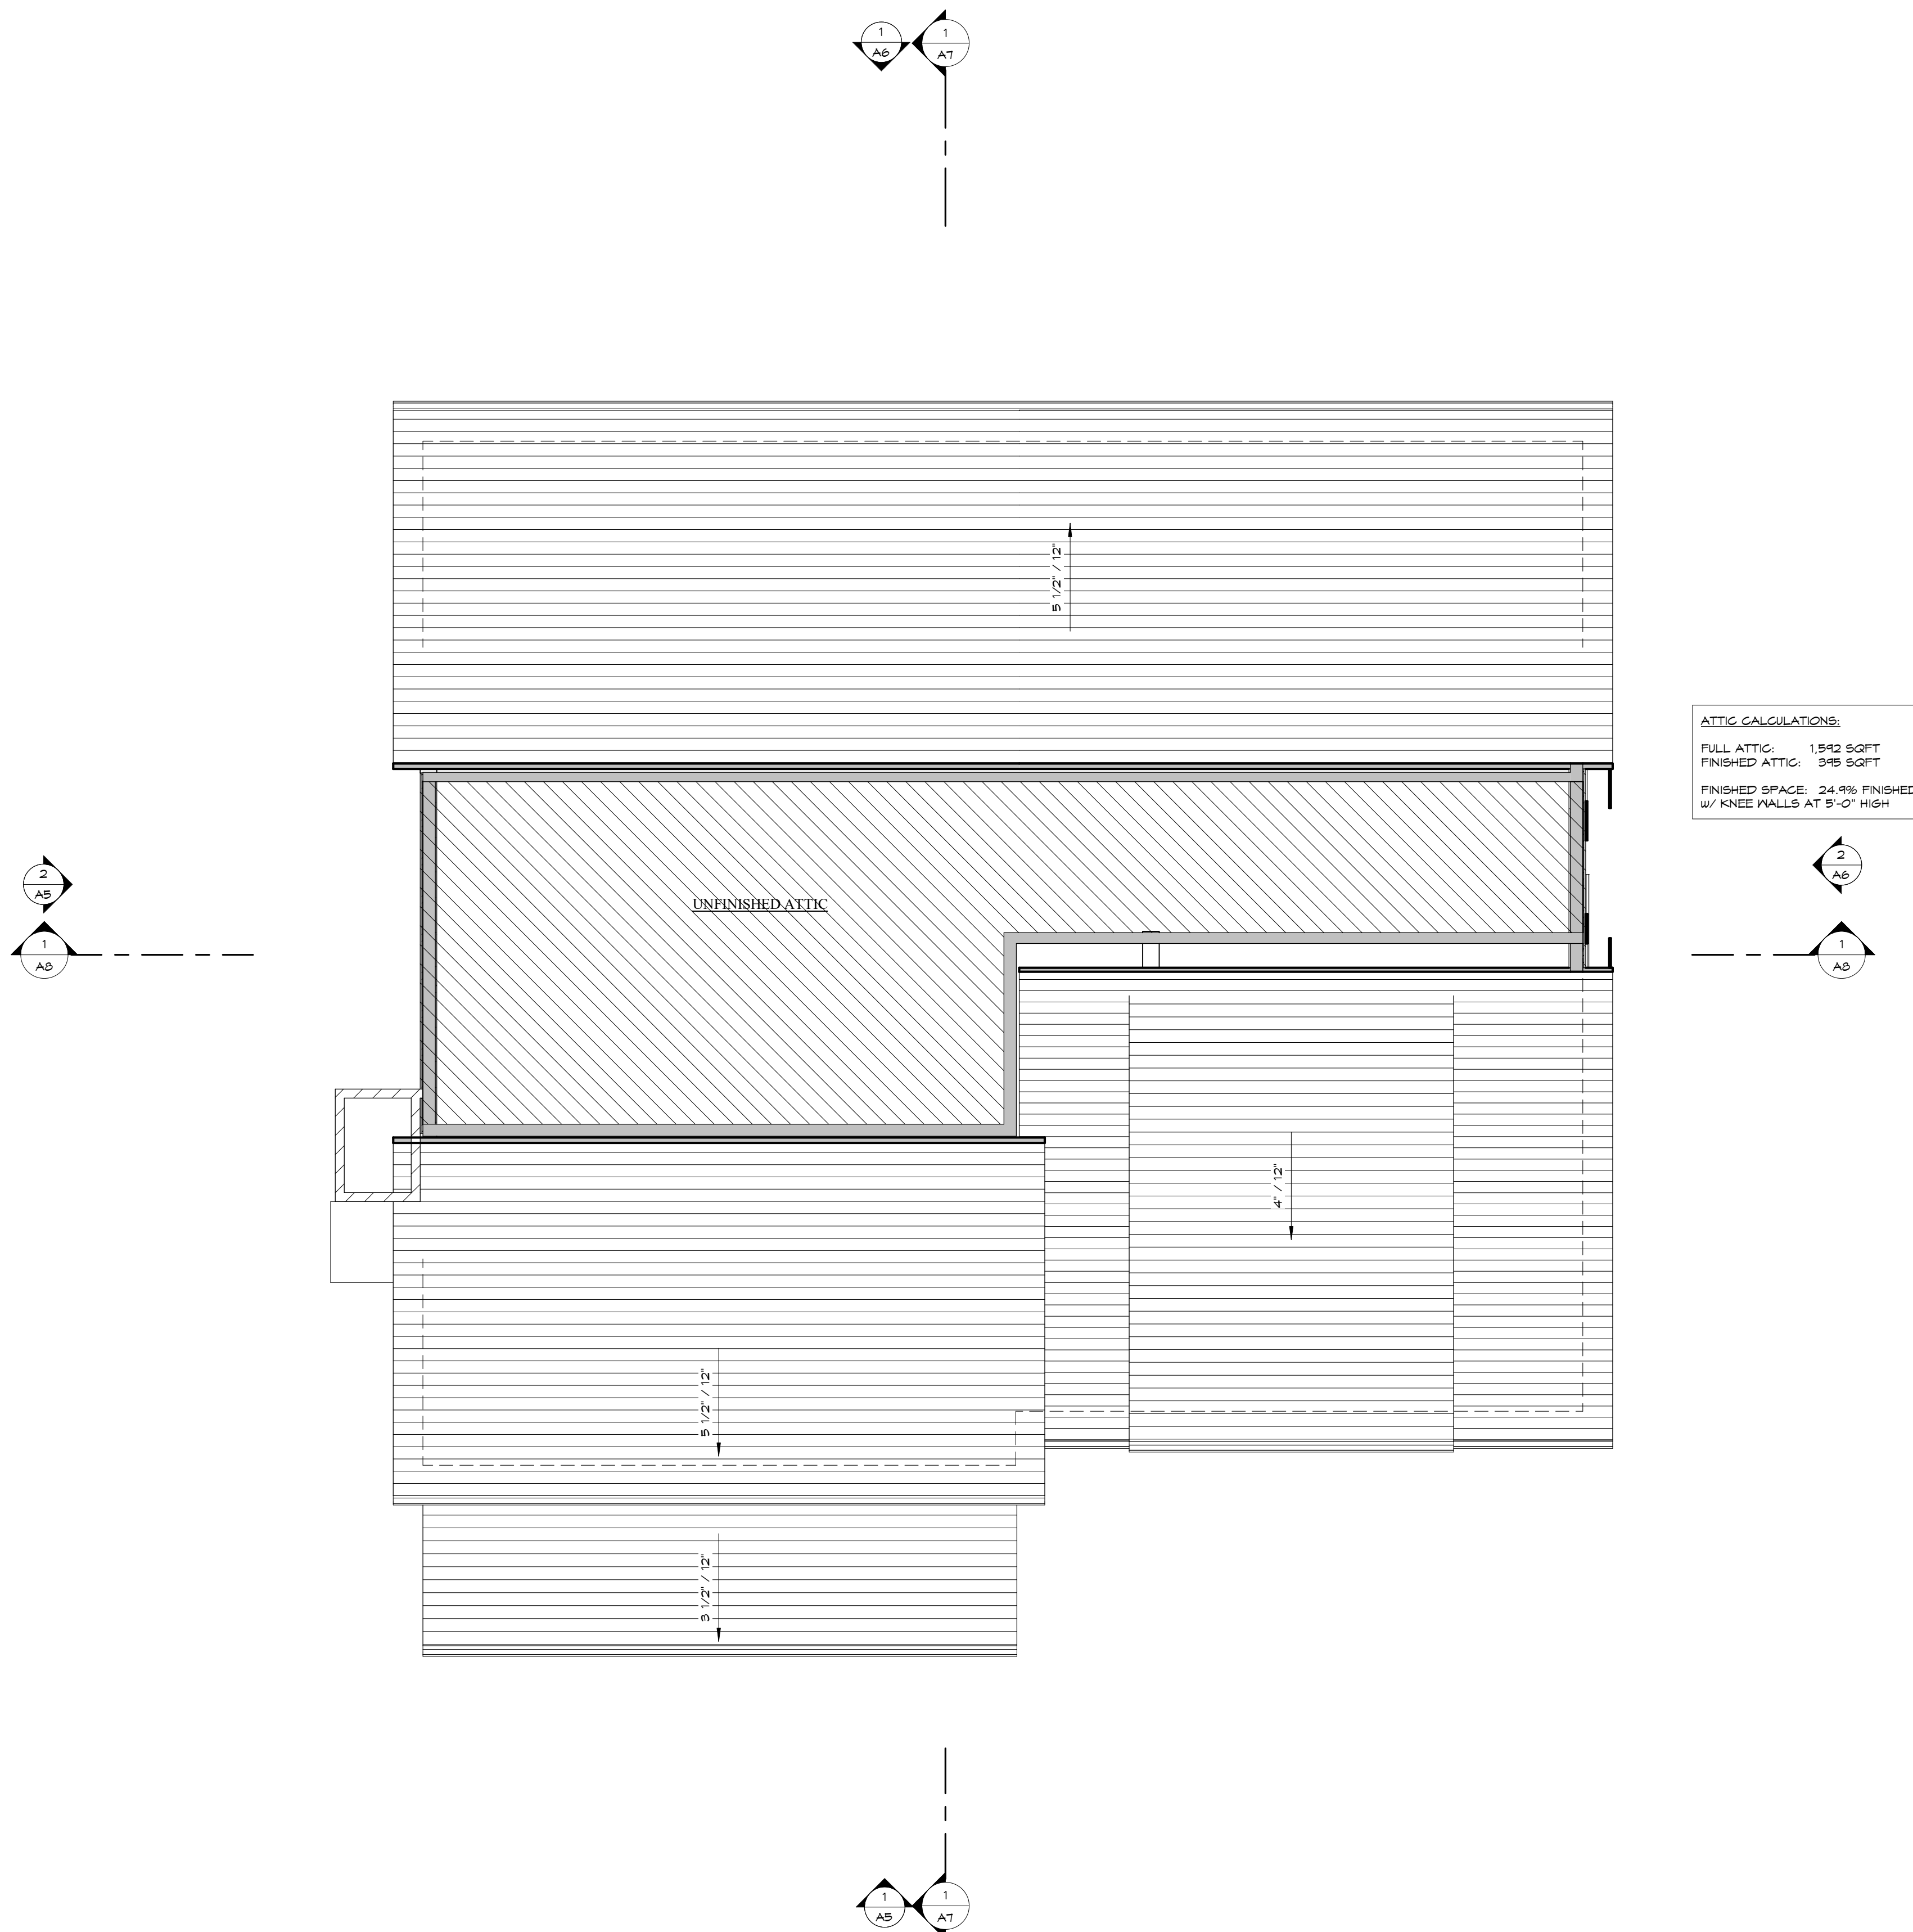 1
A6
1
A7
5 1/2" / 12"
ATTIC CALCULATIONS:
FULL ATTIC: 1,592 SQFT
FINISHED ATTIC: 395 SQFT
FINISHED SPACE: 24.9% FINISHED
W/ KNEE WALLS AT 5'-0" HIGH
2
A5
UNFINISHED ATTIC
2
A6
1
A8
1
A8
4" / 12"
5 1/2" / 12"
3 1/2" / 12"
1
A5
1
A7